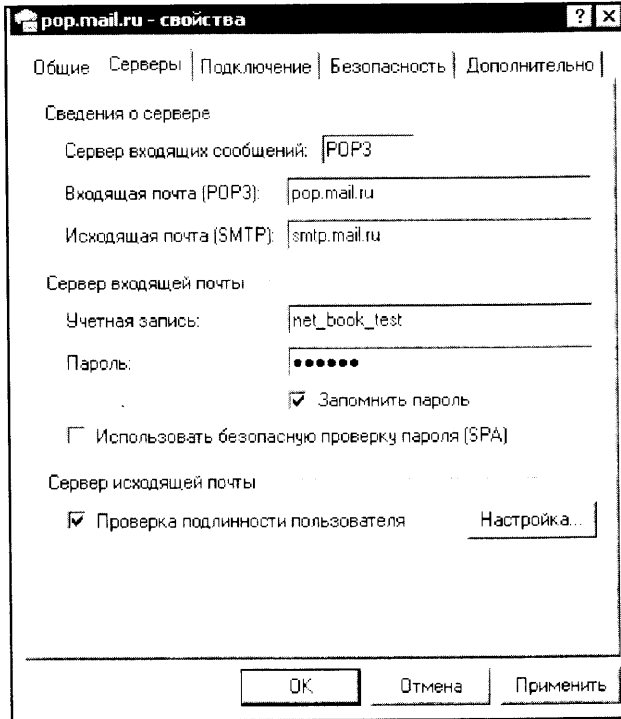 pop.mail.ru - свойства
Общие Серверы Подключение Безопасность Дополнительно
Сведения о сервере
Сервер входящих сообщений: POP3
Входящая почта (POP3): pop.mail.ru
Исходящая почта (SMTP): smtp.mail.ru
Сервер входящей почты
Учетная запись: net_book_test
Пароль: ●●●●●●
Запомнить пароль
Использовать безопасную проверку пароля (SPA)
Сервер исходящей почты
Проверка подлинности пользователя Настройка...
OK Отмена Применить